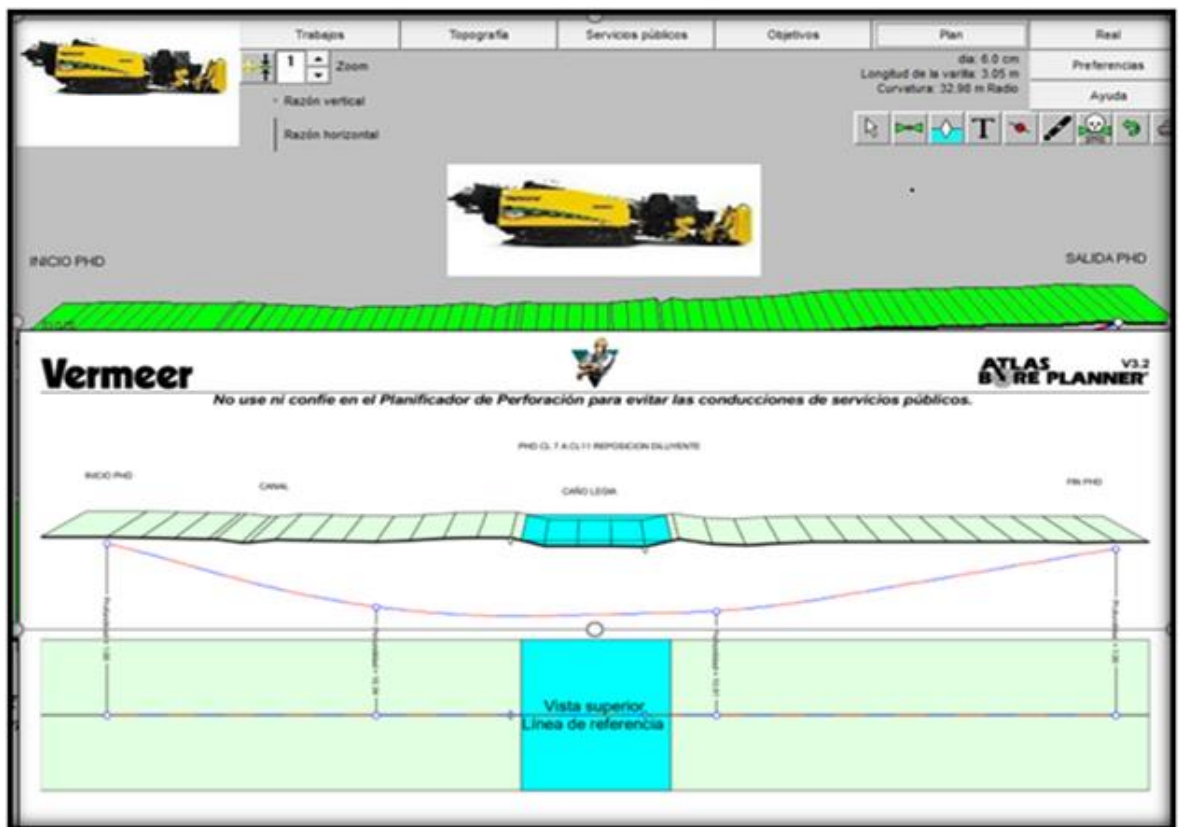 Trabajos
Topografía
Servicios públicos
Objetivos
Plan
Real
1
Zoom
Razón vertical
Razón horizontal
dia: 6.0 cm
Longitud de la varilla: 3.05 m
Curvatura: 32.98 m Radio
Preferencias
Ayuda
T
INICIO PHD
SALIDA PHD
Vermeer
ATLAS
BORE PLANNER
V3.2
No use ni confíe en el Planificador de Perforación para evitar las conducciones de servicios públicos.
PHD CL 7 A CL11 REPOSICION DILUYENTE
INICIO PHD
CANAL
CAÑO LEGIA
FIN PHD
Vista superior
Línea de referencia